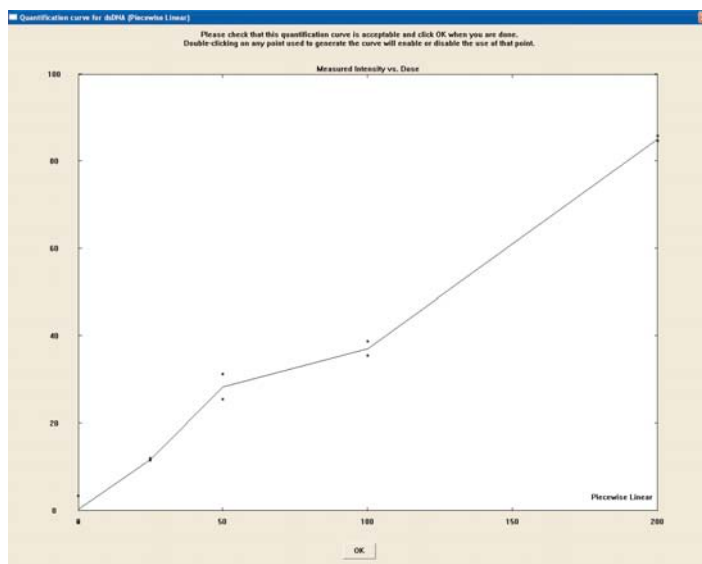 Quantification curve for dsDNA (Piecewise Linear)
Please check that this quantification curve is acceptable and click OK when you are done.
Double-clicking on any point used to generate the curve will enable or disable the use of that point.
Measured Intensity vs. Dose
100
80
60
40
20
0
Piecewise Linear
0 50 100 150 200
OK